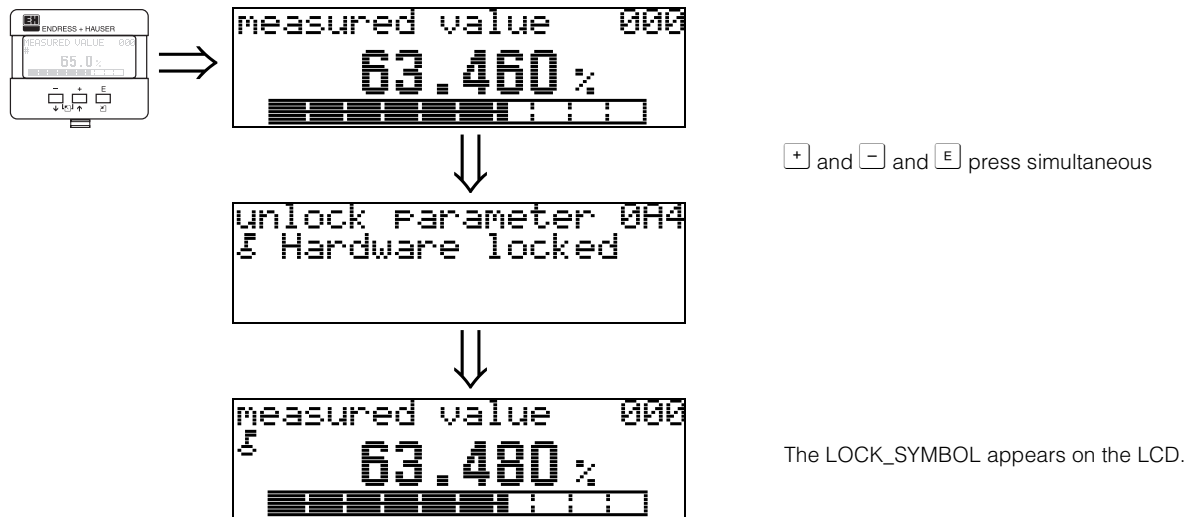 EH ENDRESS + HAUSER
MEASURED VALUE 000
#
65.0 %
- + E
measured value 000
63.460 %
+ and - and E press simultaneous
unlock parameter 0A4
Hardware locked
measured value 000
63.480 %
The LOCK_SYMBOL appears on the LCD.